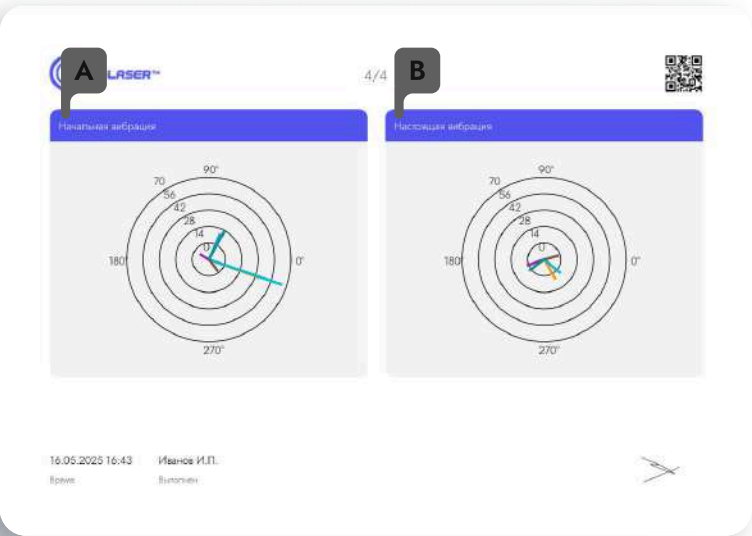 A
LASER™
4/4
B
Начальная вибрация
Настоящая вибрация
90°
70
56
42
28
14
0
180°
0°
270°
90°
70
56
42
28
14
0
180°
0°
270°
16.05.2025 16:43
Иванов И.П.
Время
Выполнен